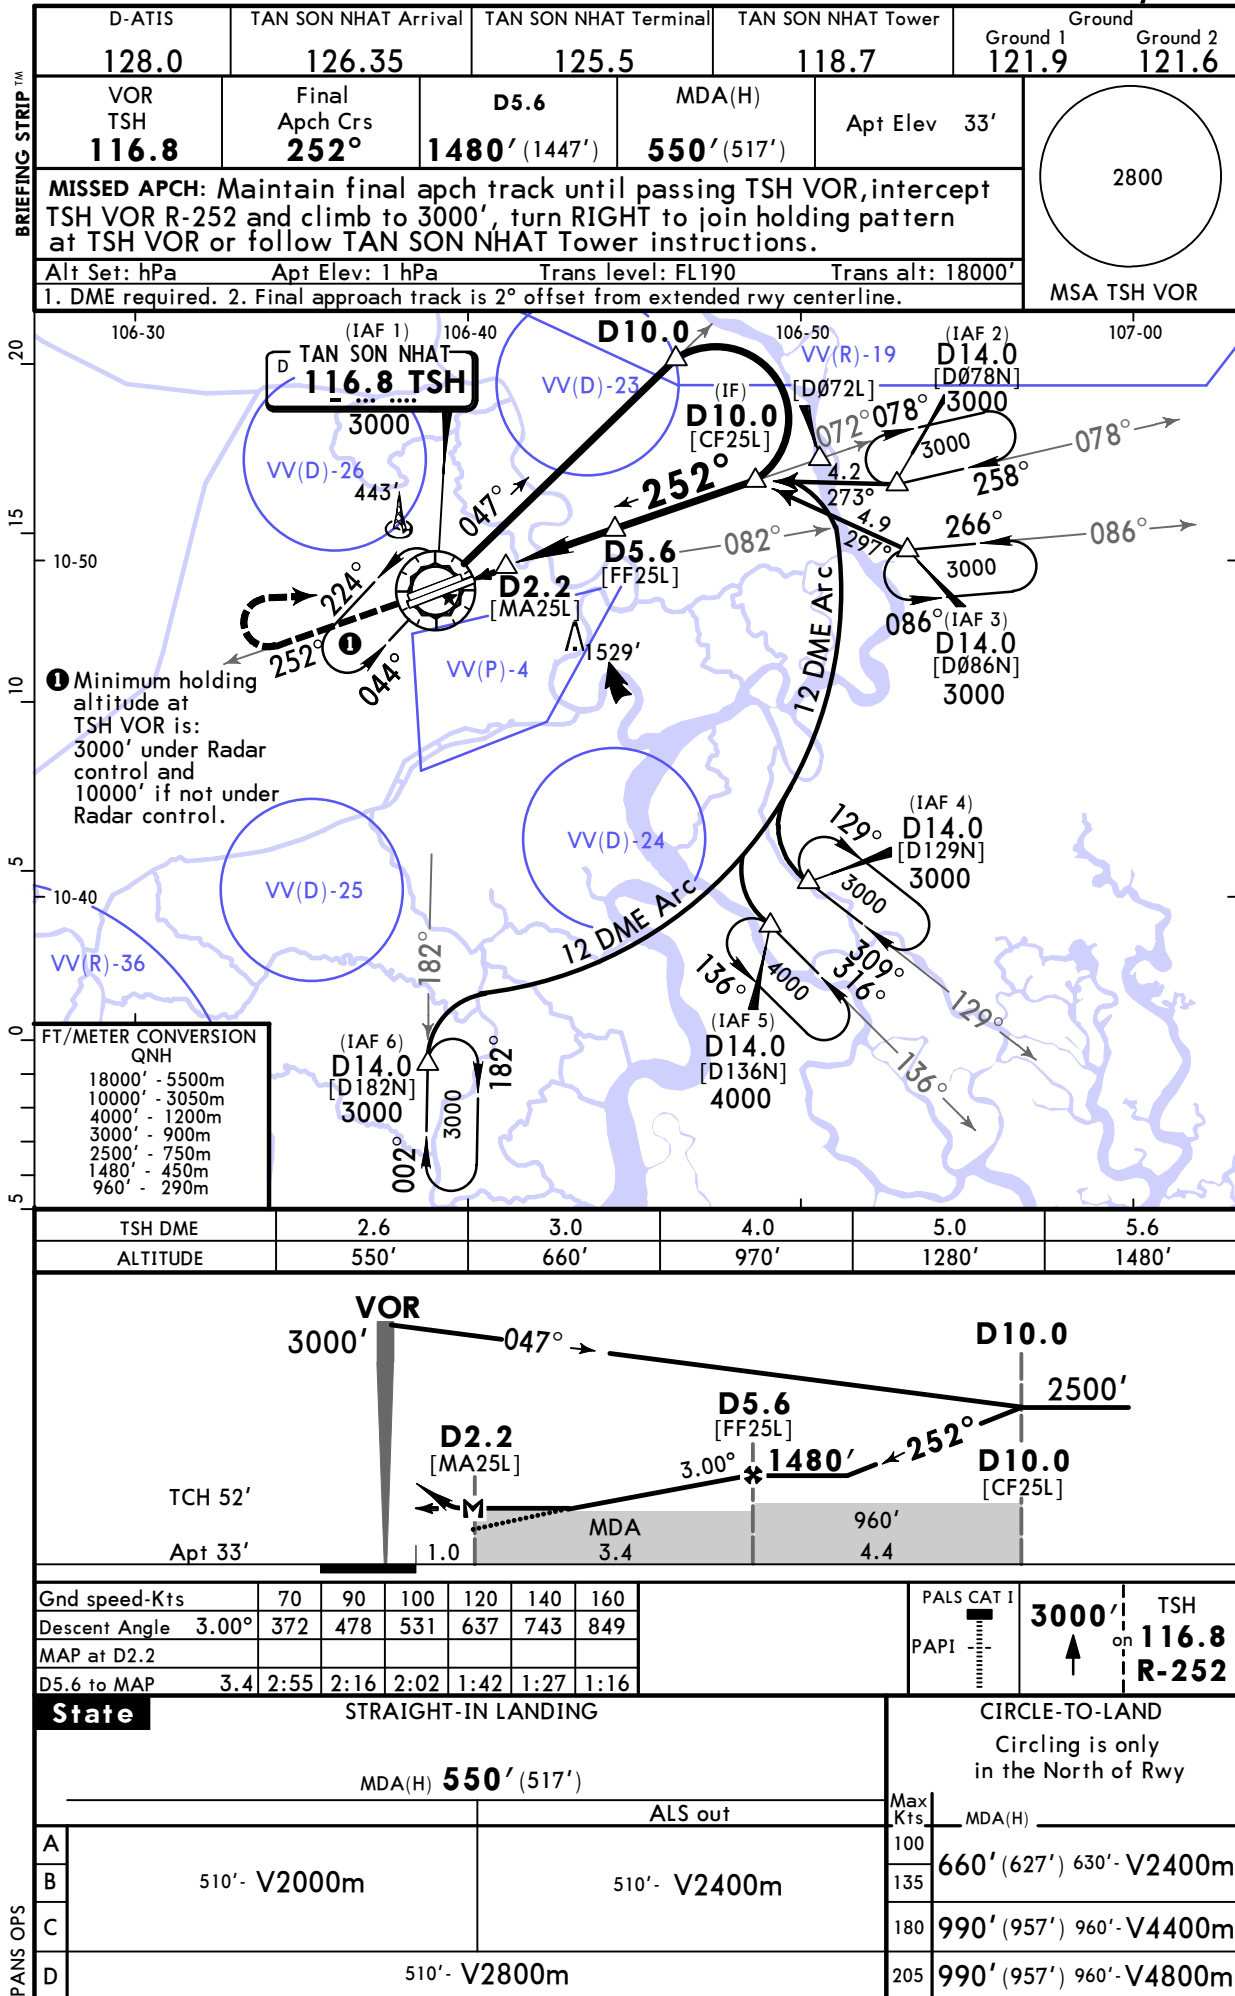 D-ATIS
128.0
TAN SON NHAT Arrival
126.35
TAN SON NHAT Terminal
125.5
TAN SON NHAT Tower
118.7
Ground
Ground 1 Ground 2
121.9 121.6
BRIEFING STRIP TM
VOR
TSH
116.8
Final
Apch Crs
252°
D5.6
1480' (1447')
MDA(H)
550' (517')
Apt Elev 33'
2800
MSA TSH VOR
MISSED APCH: Maintain final apch track until passing TSH VOR, intercept
TSH VOR R-252 and climb to 3000', turn RIGHT to join holding pattern
at TSH VOR or follow TAN SON NHAT Tower instructions.
Alt Set: hPa Apt Elev: 1 hPa Trans level: FL190 Trans alt: 18000'
1. DME required. 2. Final approach track is 2° offset from extended rwy centerline.
106-30 106-40 106-50 107-00
20
15
10-50
10
5
10-40
0
5
(IAF 1)
TAN SON NHAT
D
116.8 TSH
3000
D10.0
VV(D)-23
VV(R)-19
(IAF 2)
D14.0
[DØ78N]
3000
(IF)
D10.0
[CF25L]
[DØ72L]
072°
078°
3000
078°
258°
VV(D)-26
443'
047°
252°
4.2
273°
4.9
297°
266°
086°
3000
082°
086°
(IAF 3)
D14.0
[DØ86N]
3000
D5.6
[FF25L]
D2.2
[MA25L]
224°
252°
1
044°
VV(P)-4
1529'
12 DME Arc
1 Minimum holding
altitude at
TSH VOR is:
3000' under Radar
control and
10000' if not under
Radar control.
VV(D)-24
VV(D)-25
VV(R)-36
129°
(IAF 4)
D14.0
[D129N]
3000
3000
309°
129°
12 DME Arc
136°
4000
316°
136°
(IAF 5)
D14.0
[D136N]
4000
182°
(IAF 6)
D14.0
[D182N]
3000
182°
3000
002°
FT/METER CONVERSION
QNH
18000' - 5500m
10000' - 3050m
4000' - 1200m
3000' - 900m
2500' - 750m
1480' - 450m
960' - 290m
TSH DME 2.6 3.0 4.0 5.0 5.6
ALTITUDE 550' 660' 970' 1280' 1480'
VOR
3000'
047°
D10.0
2500'
D5.6
[FF25L]
252°
D2.2
[MA25L]
3.00°
1480'
D10.0
[CF25L]
TCH 52'
M
MDA
960'
Apt 33'
1.0
3.4
4.4
Gnd speed-Kts 70 90 100 120 140 160
Descent Angle 3.00° 372 478 531 637 743 849
MAP at D2.2
D5.6 to MAP 3.4 2:55 2:16 2:02 1:42 1:27 1:16
PALS CAT I
PAPI
3000'
on
TSH
116.8
R-252
State
STRAIGHT-IN LANDING
MDA(H) 550' (517')
ALS out
CIRCLE-TO-LAND
Circling is only
in the North of Rwy
Max
Kts
MDA(H)
A
B
C
D
510'- V2000m
510'- V2400m
510'- V2800m
100
135
660' (627') 630'- V2400m
180 990' (957') 960'- V4400m
205 990' (957') 960'- V4800m
PANS OPS